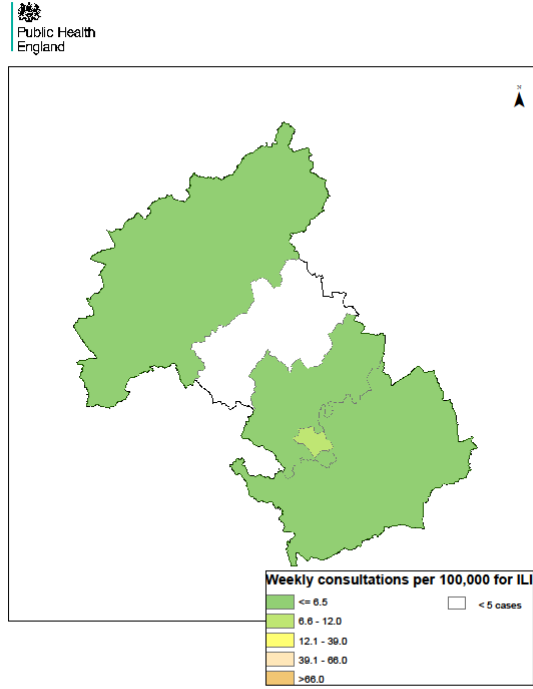 Public Health
England
N
Weekly consultations per 100,000 for ILI
<= 6.5
< 5 cases
6.6 - 12.0
12.1 - 39.0
39.1 - 66.0
>66.0